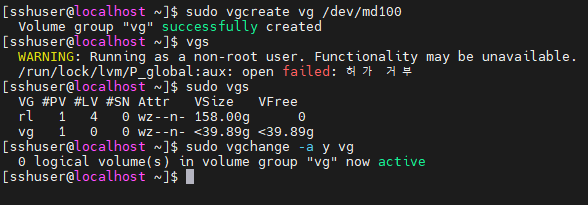 [sshuser@localhost ~]$ sudo vgcreate vg /dev/md100
  Volume group "vg" successfully created
[sshuser@localhost ~]$ vgs
  WARNING: Running as a non-root user. Functionality may be unavailable.
  /run/lock/lvm/P_global:aux: open failed: 허가 거부
[sshuser@localhost ~]$ sudo vgs
  VG #PV #LV #SN Attr   VSize   VFree
  rl   1   4   0 wz--n- 158.00g      0
  vg   1   0   0 wz--n- <39.89g <39.89g
[sshuser@localhost ~]$ sudo vgchange -a y vg
  0 logical volume(s) in volume group "vg" now active
[sshuser@localhost ~]$